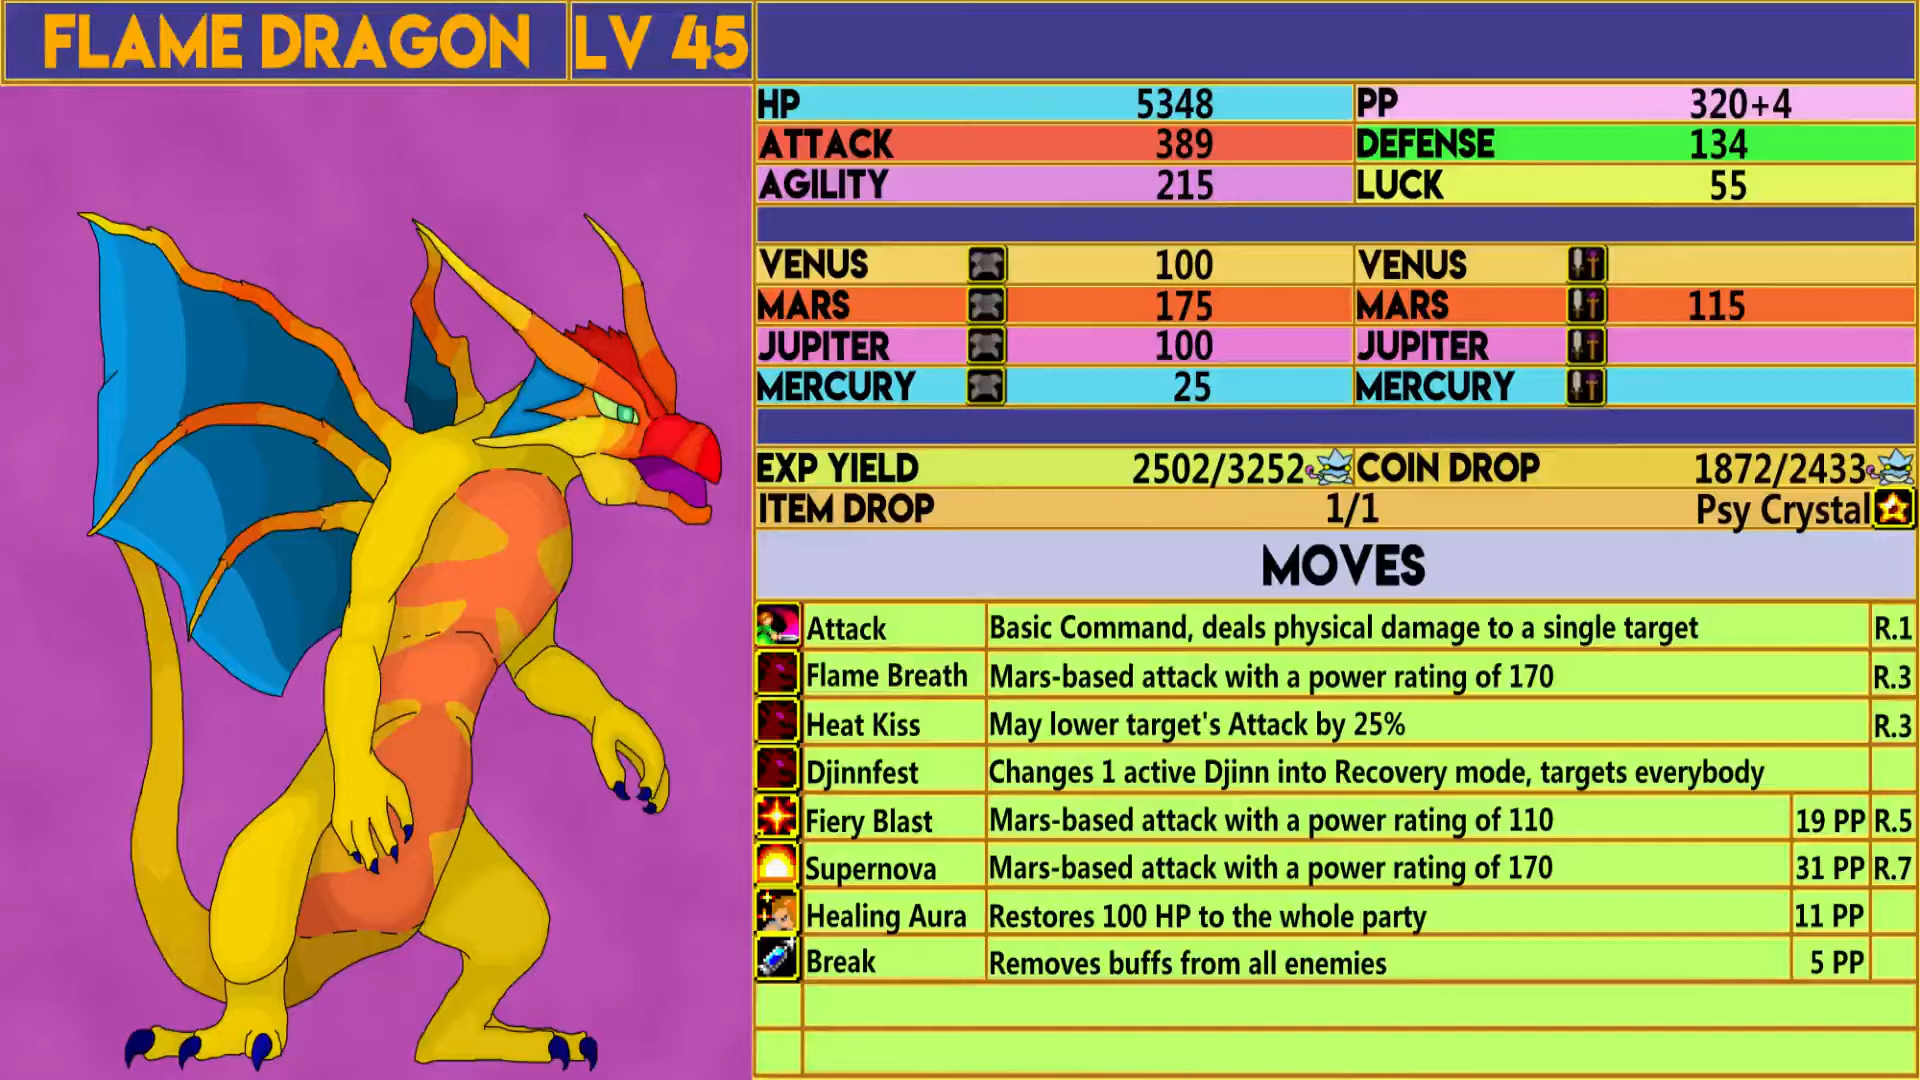 FLAME DRAGON LV 45
HP 5348 PP 320+4
ATTACK 389 DEFENSE 134
AGILITY 215 LUCK 55
VENUS 100 VENUS
MARS 175 MARS 115
JUPITER 100 JUPITER
MERCURY 25 MERCURY
EXP YIELD 2502/3252 COIN DROP 1872/2433
ITEM DROP 1/1 Psy Crystal
MOVES
Attack Basic Command, deals physical damage to a single target R.1
Flame Breath Mars-based attack with a power rating of 170 R.3
Heat Kiss May lower target's Attack by 25% R.3
Djinnfest Changes 1 active Djinn into Recovery mode, targets everybody
Fiery Blast Mars-based attack with a power rating of 110 19 PP R.5
Supernova Mars-based attack with a power rating of 170 31 PP R.7
Healing Aura Restores 100 HP to the whole party 11 PP
Break Removes buffs from all enemies 5 PP